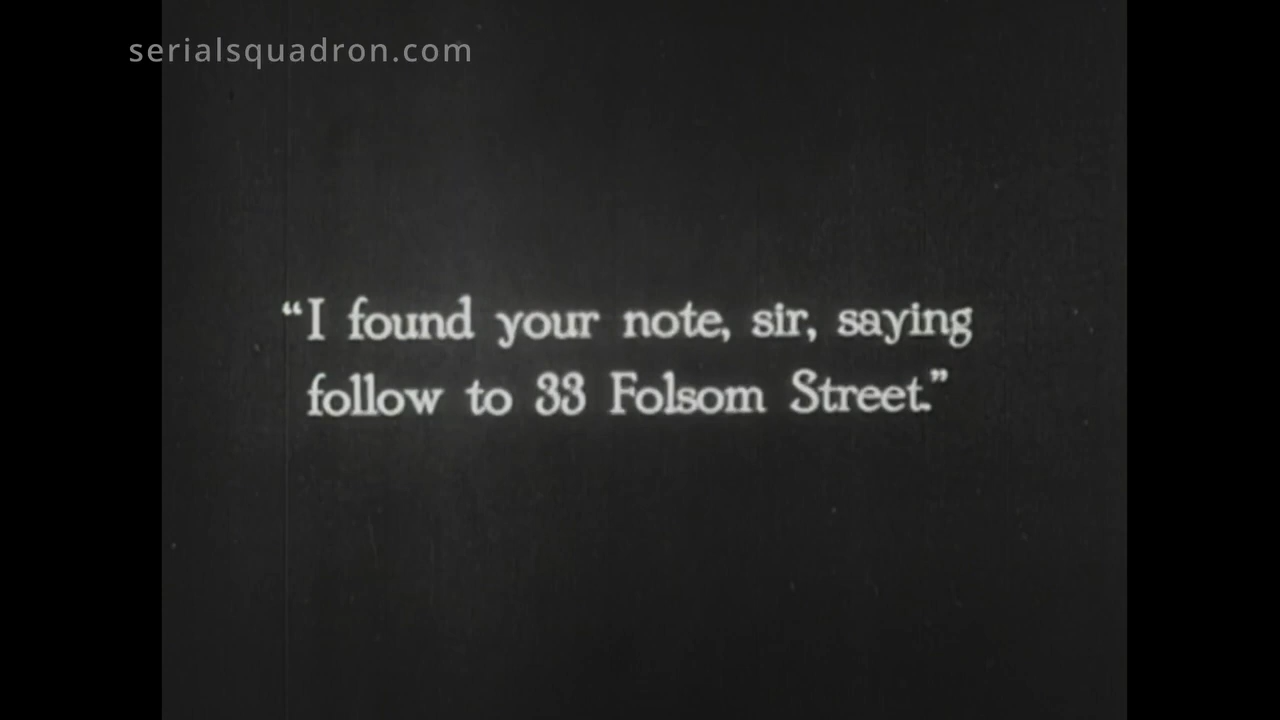 serialsquadron.com
“I found your note, sir, saying
follow to 33 Folsom Street.”